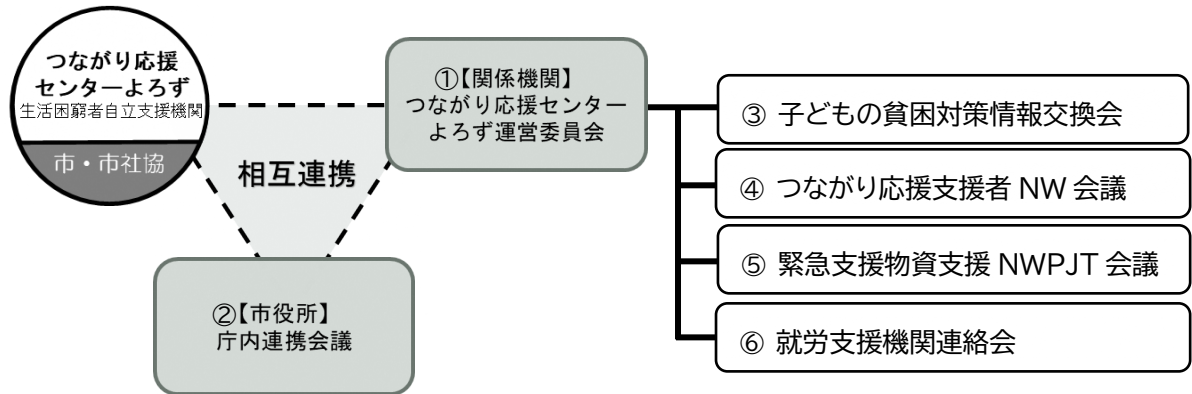 つながり応援
センターよろず
生活困窮者自立支援機関
市・市社協
相互連携
①【関係機関】
つながり応援センター
よろず運営委員会
②【市役所】
庁内連携会議
③ 子どもの貧困対策情報交換会
④ つながり応援支援者 NW 会議
⑤ 緊急支援物資支援 NWPJT 会議
⑥ 就労支援機関連絡会